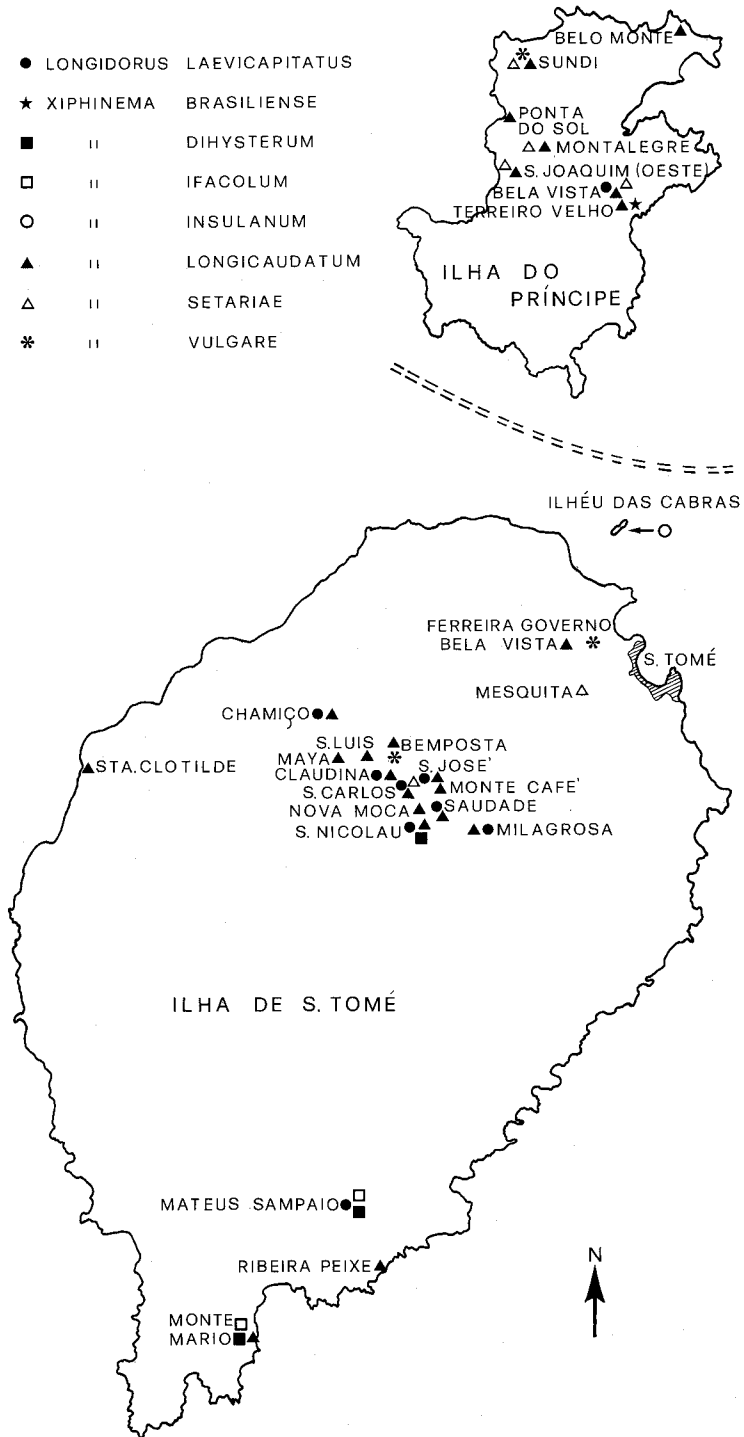 LONGIDORUS LAEVICAPITATUS
XIPHINEMA BRASILIENSE
" DIHYSTERUM
" IFACOLUM
" INSULANUM
" LONGICAUDATUM
" SETARIAE
" VULGARE
BELO MONTE
SUNDI
PONTA
DO SOL
MONTALEGRE
S. JOAQUIM (OESTE)
BELA VISTA
TERREIRO VELHO
ILHA DO
PRÍNCIPE
ILHÉU DAS CABRAS
FERREIRA GOVERNO
BELA VISTA
S. TOMÉ
MESQUITA
CHAMIÇO
S. LUIS
BEMPOSTA
MAYA
STA. CLOTILDE
CLAUDINA
S. JOSE'
S. CARLOS
MONTE CAFE'
NOVA MOCA
SAUDADE
S. NICOLAU
MILAGROSA
ILHA DE S. TOMÉ
MATEUS SAMPAIO
RIBEIRA PEIXE
N
MONTE
MARIO